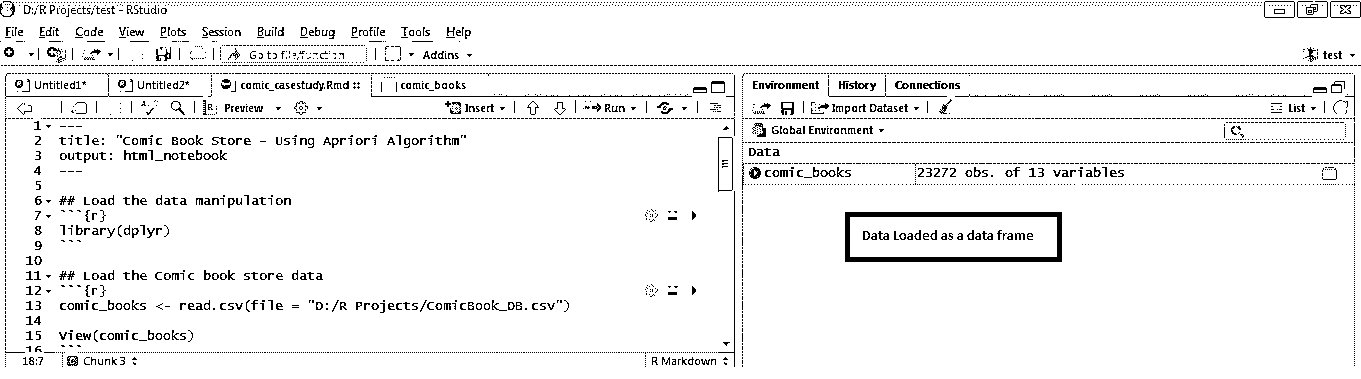 D:/R Projects/test - RStudio
File Edit Code View Plots Session Build Debug Profile Tools Help
Go to file/function Addins test
Untitled1* Untitled2* comic_casestudy.Rmd comic_books
Preview Insert Run
1 ---
2 title: "Comic Book Store - Using Apriori Algorithm"
3 output: html_notebook
4 ---
5
6 ## Load the data manipulation
7 ```{r}
8 library(dplyr)
9 ```
10
11 ## Load the Comic book store data
12 ```{r}
13 comic_books <- read.csv(file = "D:/R Projects/ComicBook_DB.csv")
14
15 View(comic_books)
16 ```
18:7 Chunk 3 R Markdown
Environment History Connections
Import Dataset List
Global Environment
Data
comic_books 23272 obs. of 13 variables
Data Loaded as a data frame